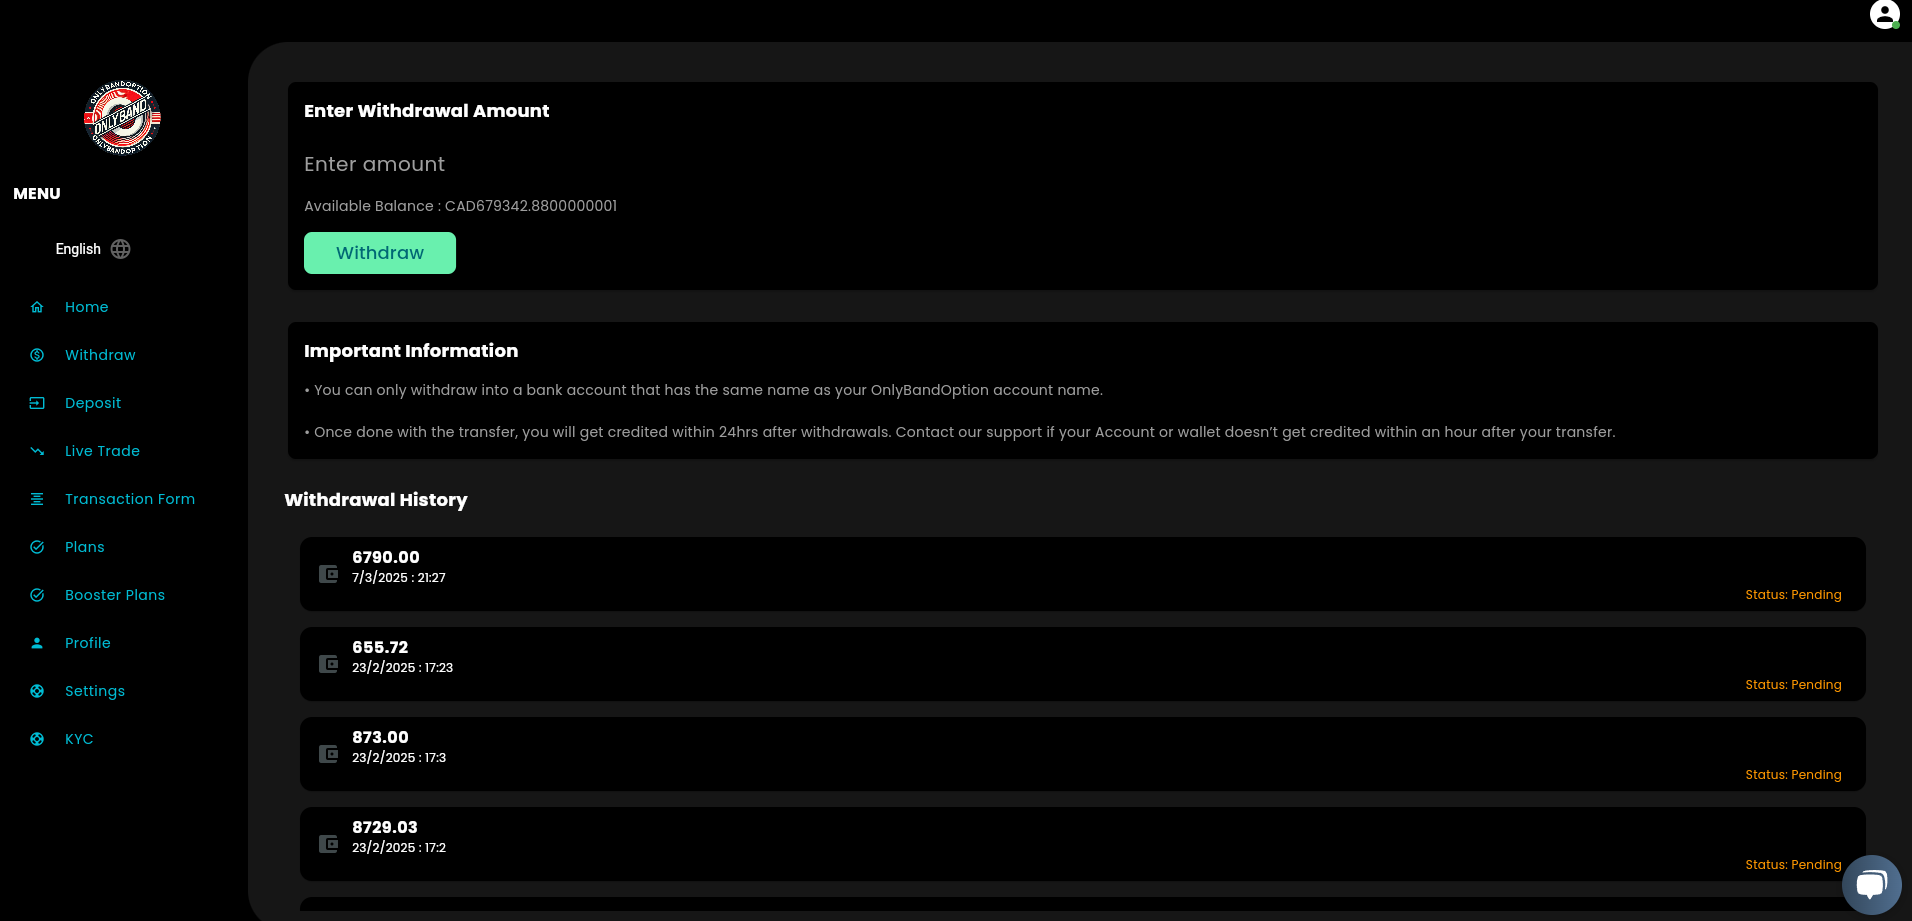 ONLYBANDOPTION
ONLYBAND
ONLYBANDOPTION
MENU
English
Home
Withdraw
Deposit
Live Trade
Transaction Form
Plans
Booster Plans
Profile
Settings
KYC
Enter Withdrawal Amount
Enter amount
Available Balance : CAD679342.8800000001
Withdraw
Important Information
• You can only withdraw into a bank account that has the same name as your OnlyBandOption account name.
• Once done with the transfer, you will get credited within 24hrs after withdrawals. Contact our support if your Account or wallet doesn’t get credited within an hour after your transfer.
Withdrawal History
6790.00
7/3/2025 : 21:27
Status: Pending
655.72
23/2/2025 : 17:23
Status: Pending
873.00
23/2/2025 : 17:3
Status: Pending
8729.03
23/2/2025 : 17:2
Status: Pending